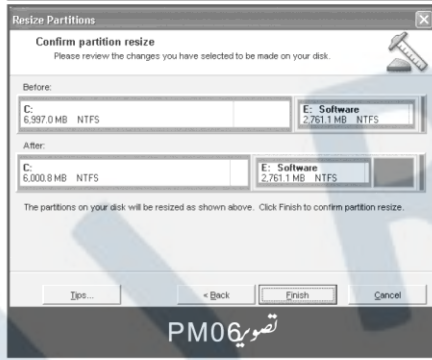 Resize Partitions
Confirm partition resize
Please review the changes you have selected to be made on your disk.
Before:
C:
6,997.0 MB NTFS
E: Software
2,761.1 MB NTFS
After:
C:
6,000.8 MB NTFS
E: Software
2,761.1 MB NTFS
The partitions on your disk will be resized as shown above. Click Finish to confirm partition resize.
Tips...
< Back
Finish
Cancel
تصویر PM06